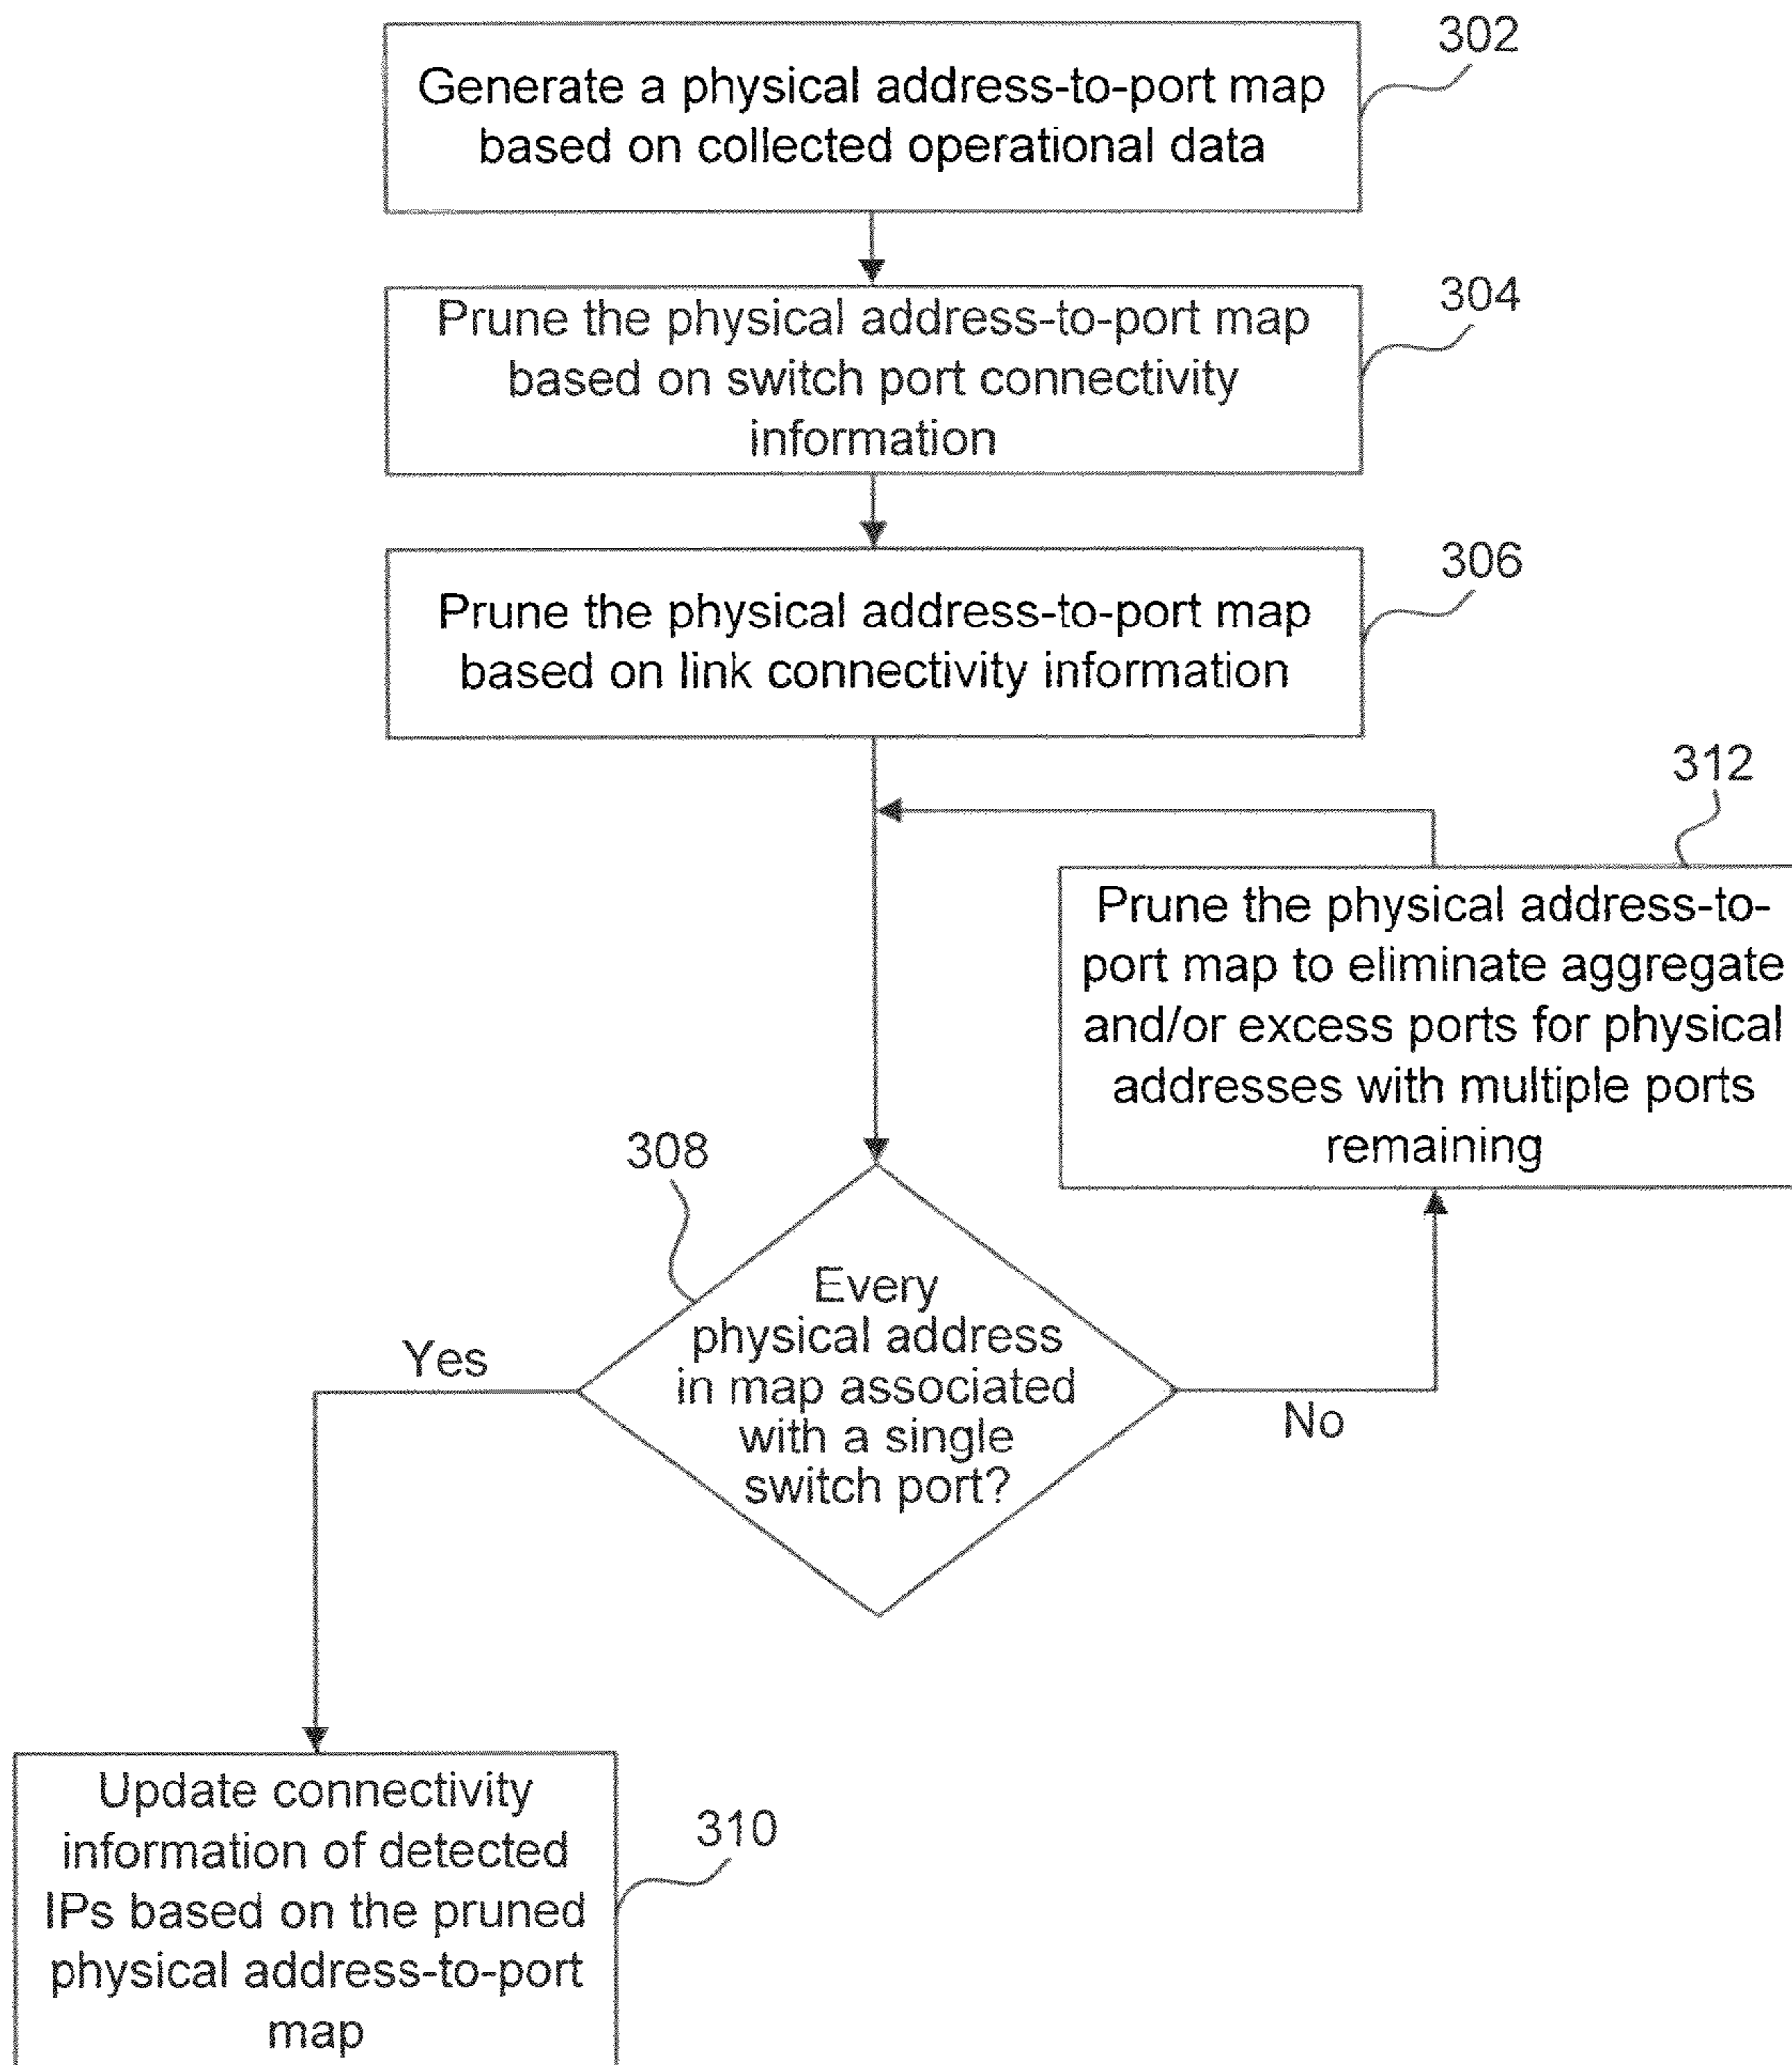 302
Generate a physical address-to-port map
based on collected operational data
304
Prune the physical address-to-port map
based on switch port connectivity
information
306
Prune the physical address-to-port map
based on link connectivity information
312
Prune the physical address-to-
port map to eliminate aggregate
and/or excess ports for physical
addresses with multiple ports
remaining
308
Every
physical address
in map associated
with a single
switch port?
Yes
No
Update connectivity
information of detected
IPs based on the pruned
physical address-to-port
map
310